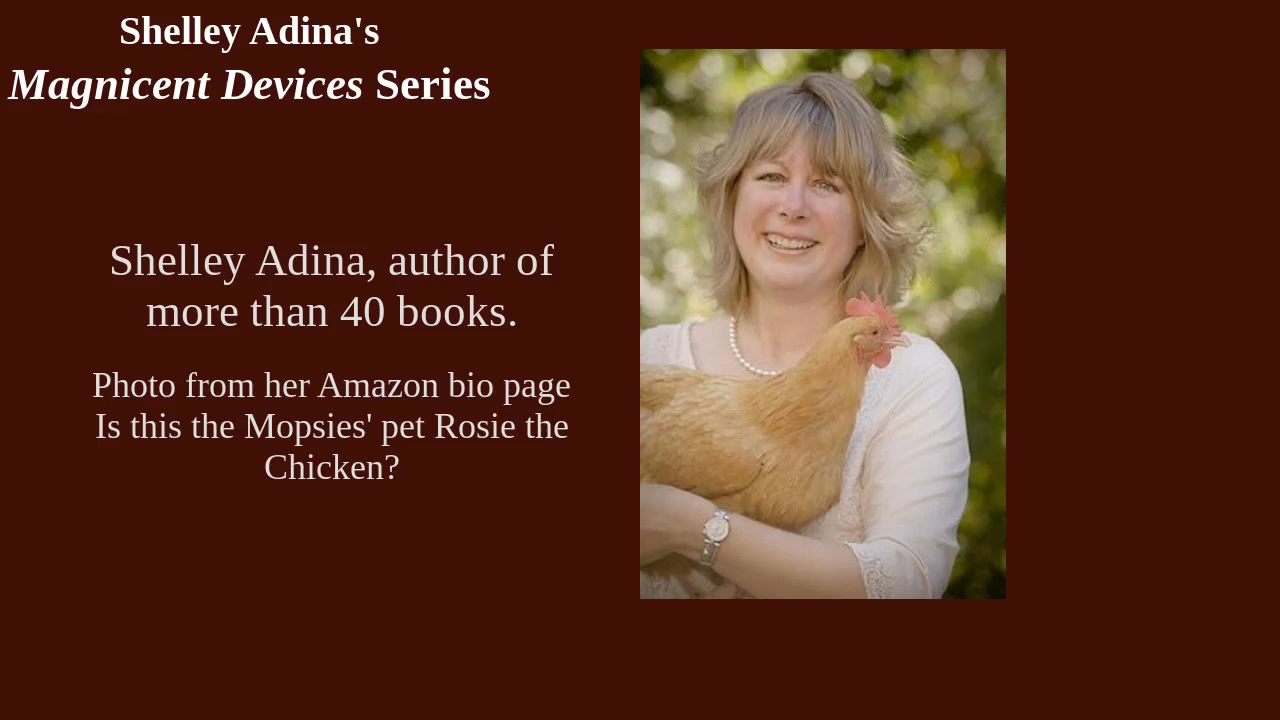 Shelley Adina's
Magnicent Devices Series
Shelley Adina, author of
more than 40 books.
Photo from her Amazon bio page
Is this the Mopsies' pet Rosie the
Chicken?